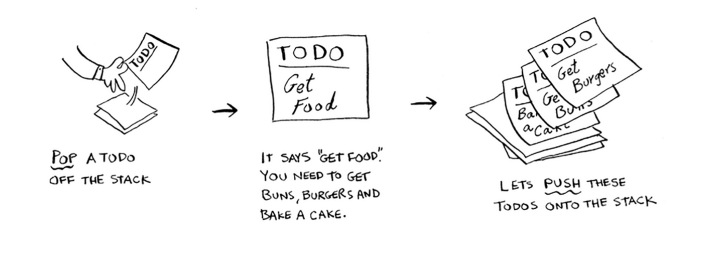 TODO
POP A TODO
OFF THE STACK
TODO
Get
Food
IT SAYS "GET FOOD".
YOU NEED TO GET
BUNS, BURGERS AND
BAKE A CAKE.
TODO
Get
Burgers
TO
Ge
Buns
TO
Ba
a Cake
LETS PUSH THESE
TODOS ONTO THE STACK